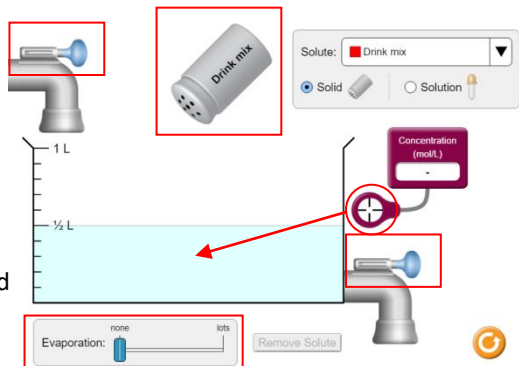 Drink mix
Solute: Drink mix
Solid
Solution
1 L
Concentration
(mol/L)
-
½ L
d
none
lots
Evaporation:
Remove Solute